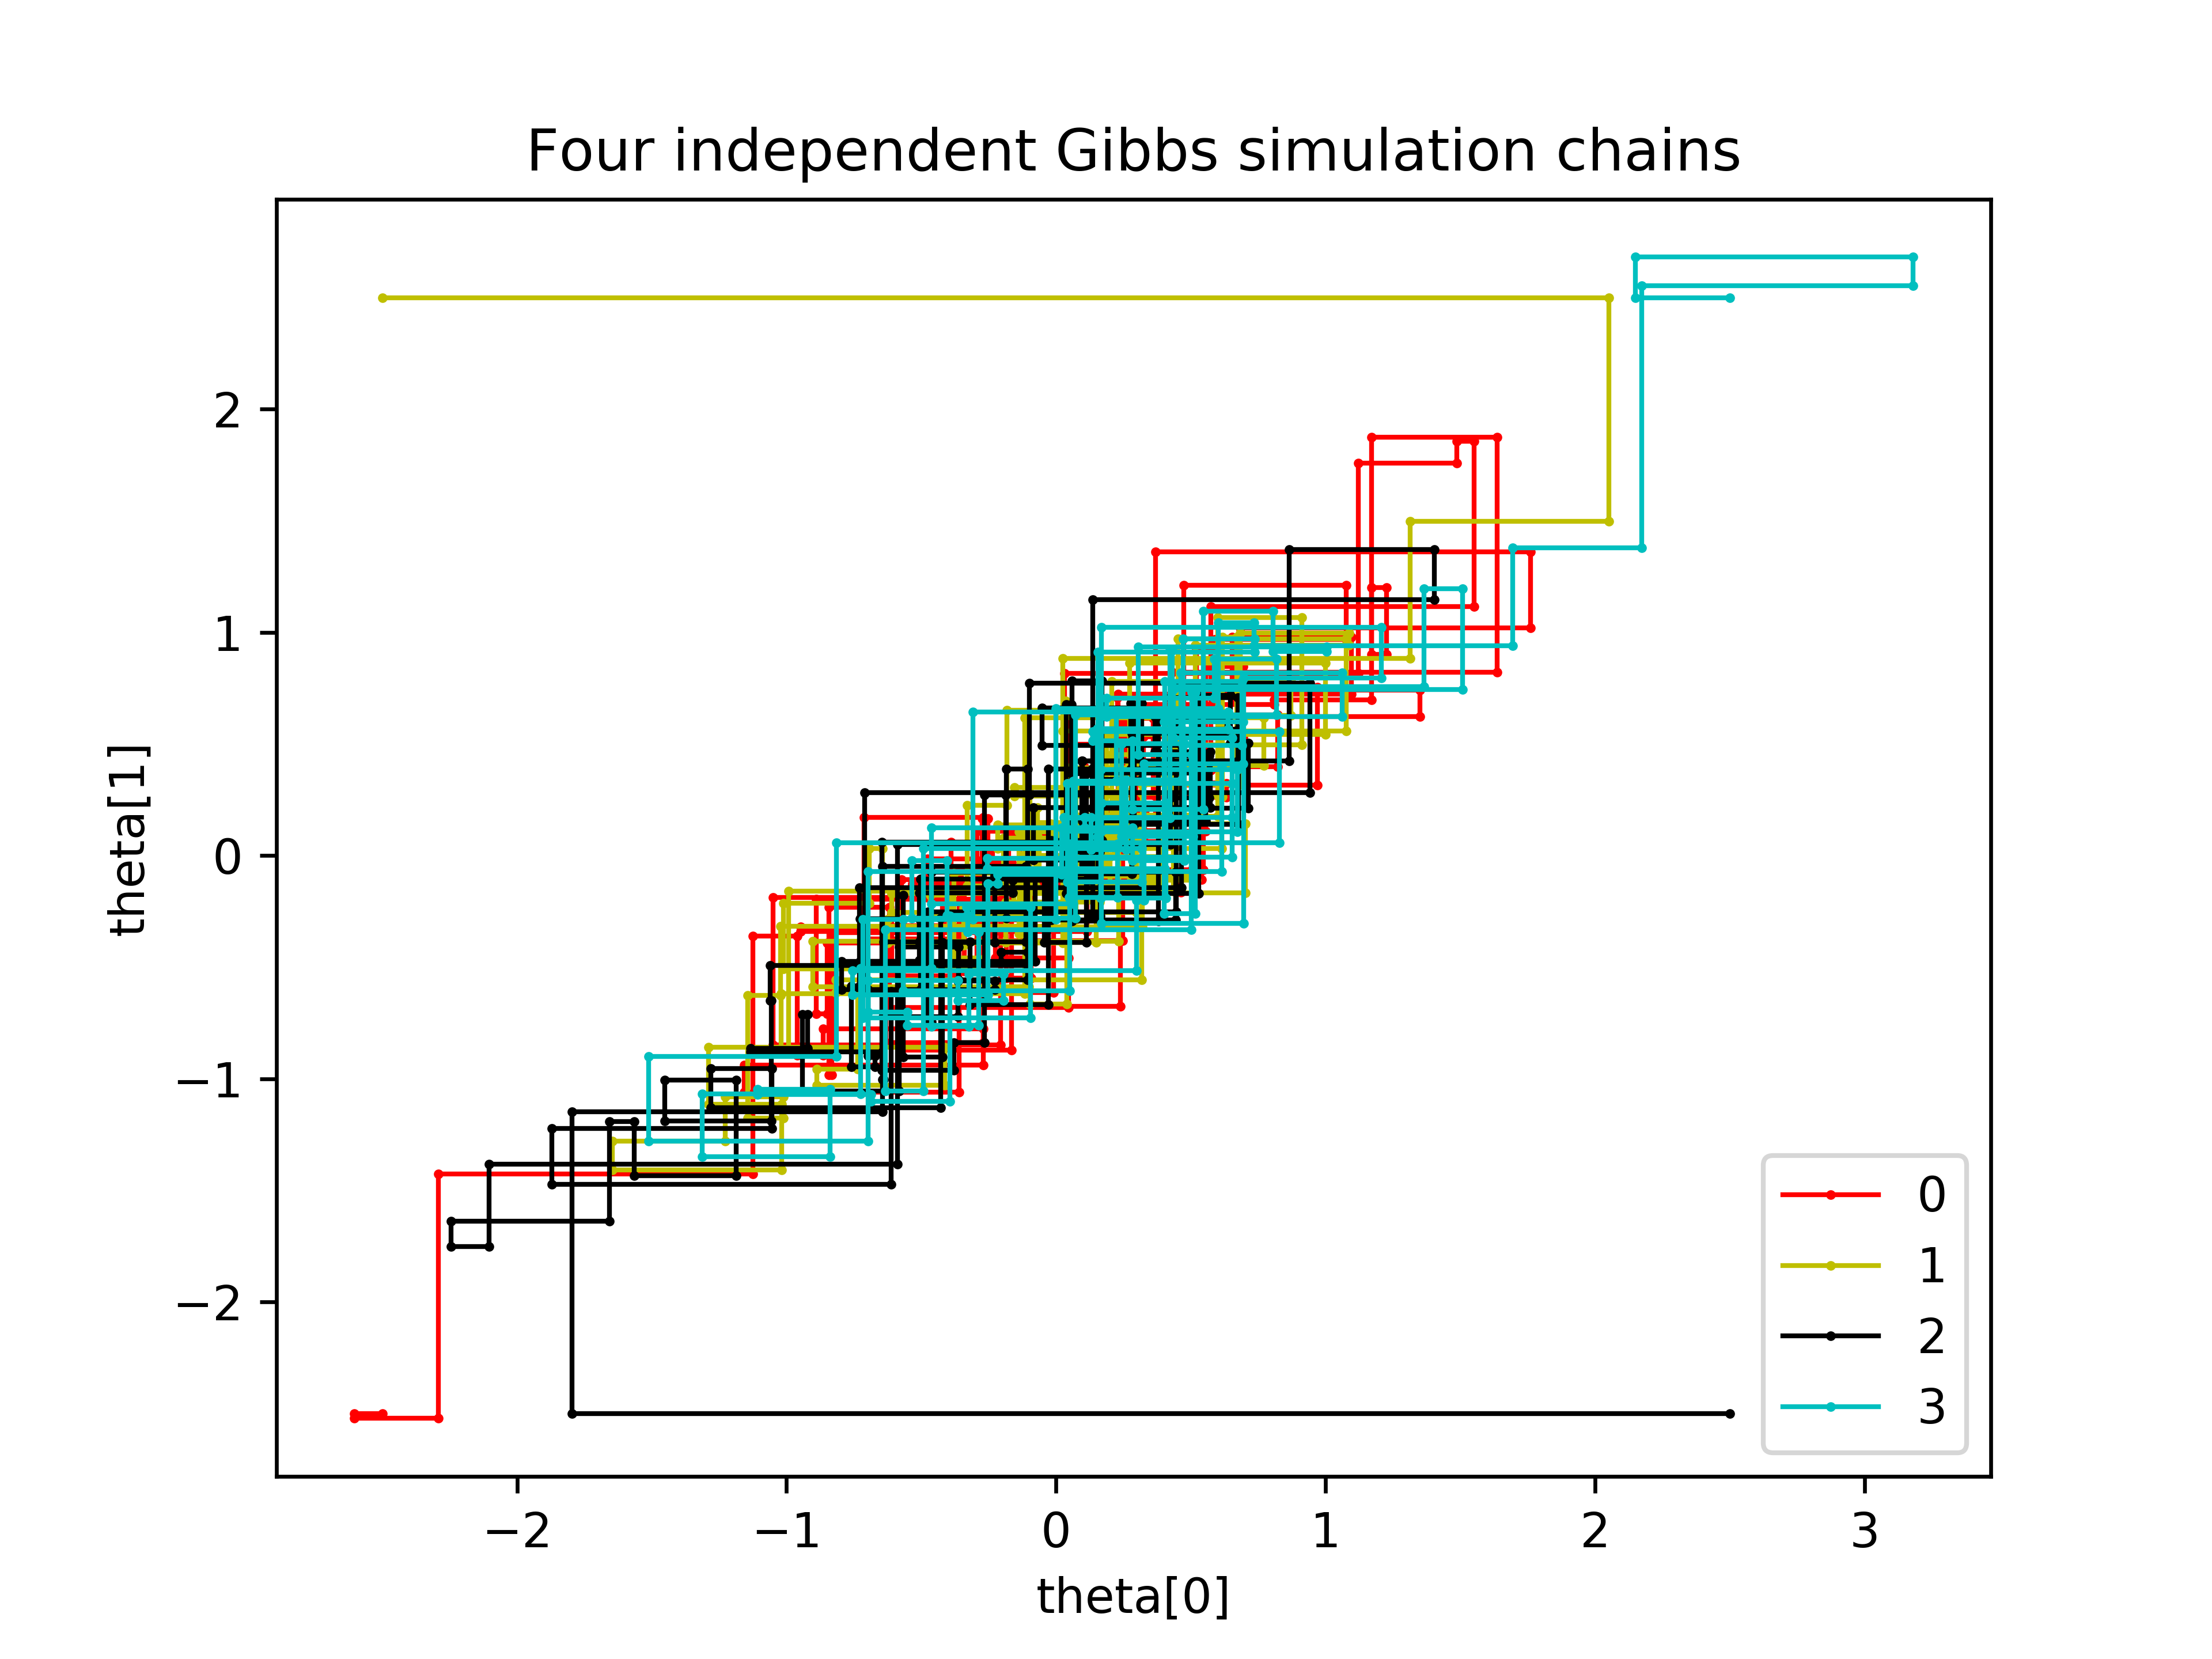 Four independent Gibbs simulation chains
theta[1]
2
1
0
−1
−2
−2 −1 0 1 2 3
theta[0]
0
1
2
3